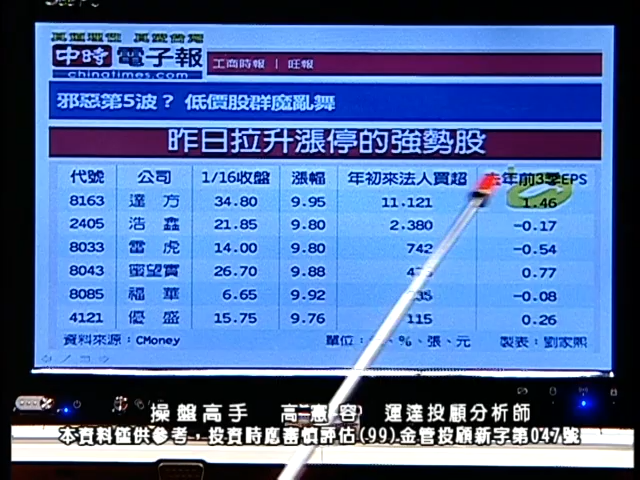 中時電子報
chinatimes.com
工商時報 | 旺報
邪惡第5波? 低價股群魔亂舞
昨日拉升漲停的強勢股
代號 公司 1/16收盤 漲幅 年初來法人買超 去年前3季EPS
8163 達方 34.80 9.95 11.121 1.46
2405 浩鑫 21.85 9.80 2.380 -0.17
8033 雷虎 14.00 9.80 742 -0.54
8043 蜜望實 26.70 9.88 0.77
8085 福華 6.65 9.92 -0.08
4121 優盛 15.75 9.76 115 0.26
資料來源:CMoney 單位: 、%、張、元 製表:劉家熙
操盤高手 高憲容 運達投顧分析師
本資料僅供參考,投資時應審慎評估(99)金管投顧新字第047號